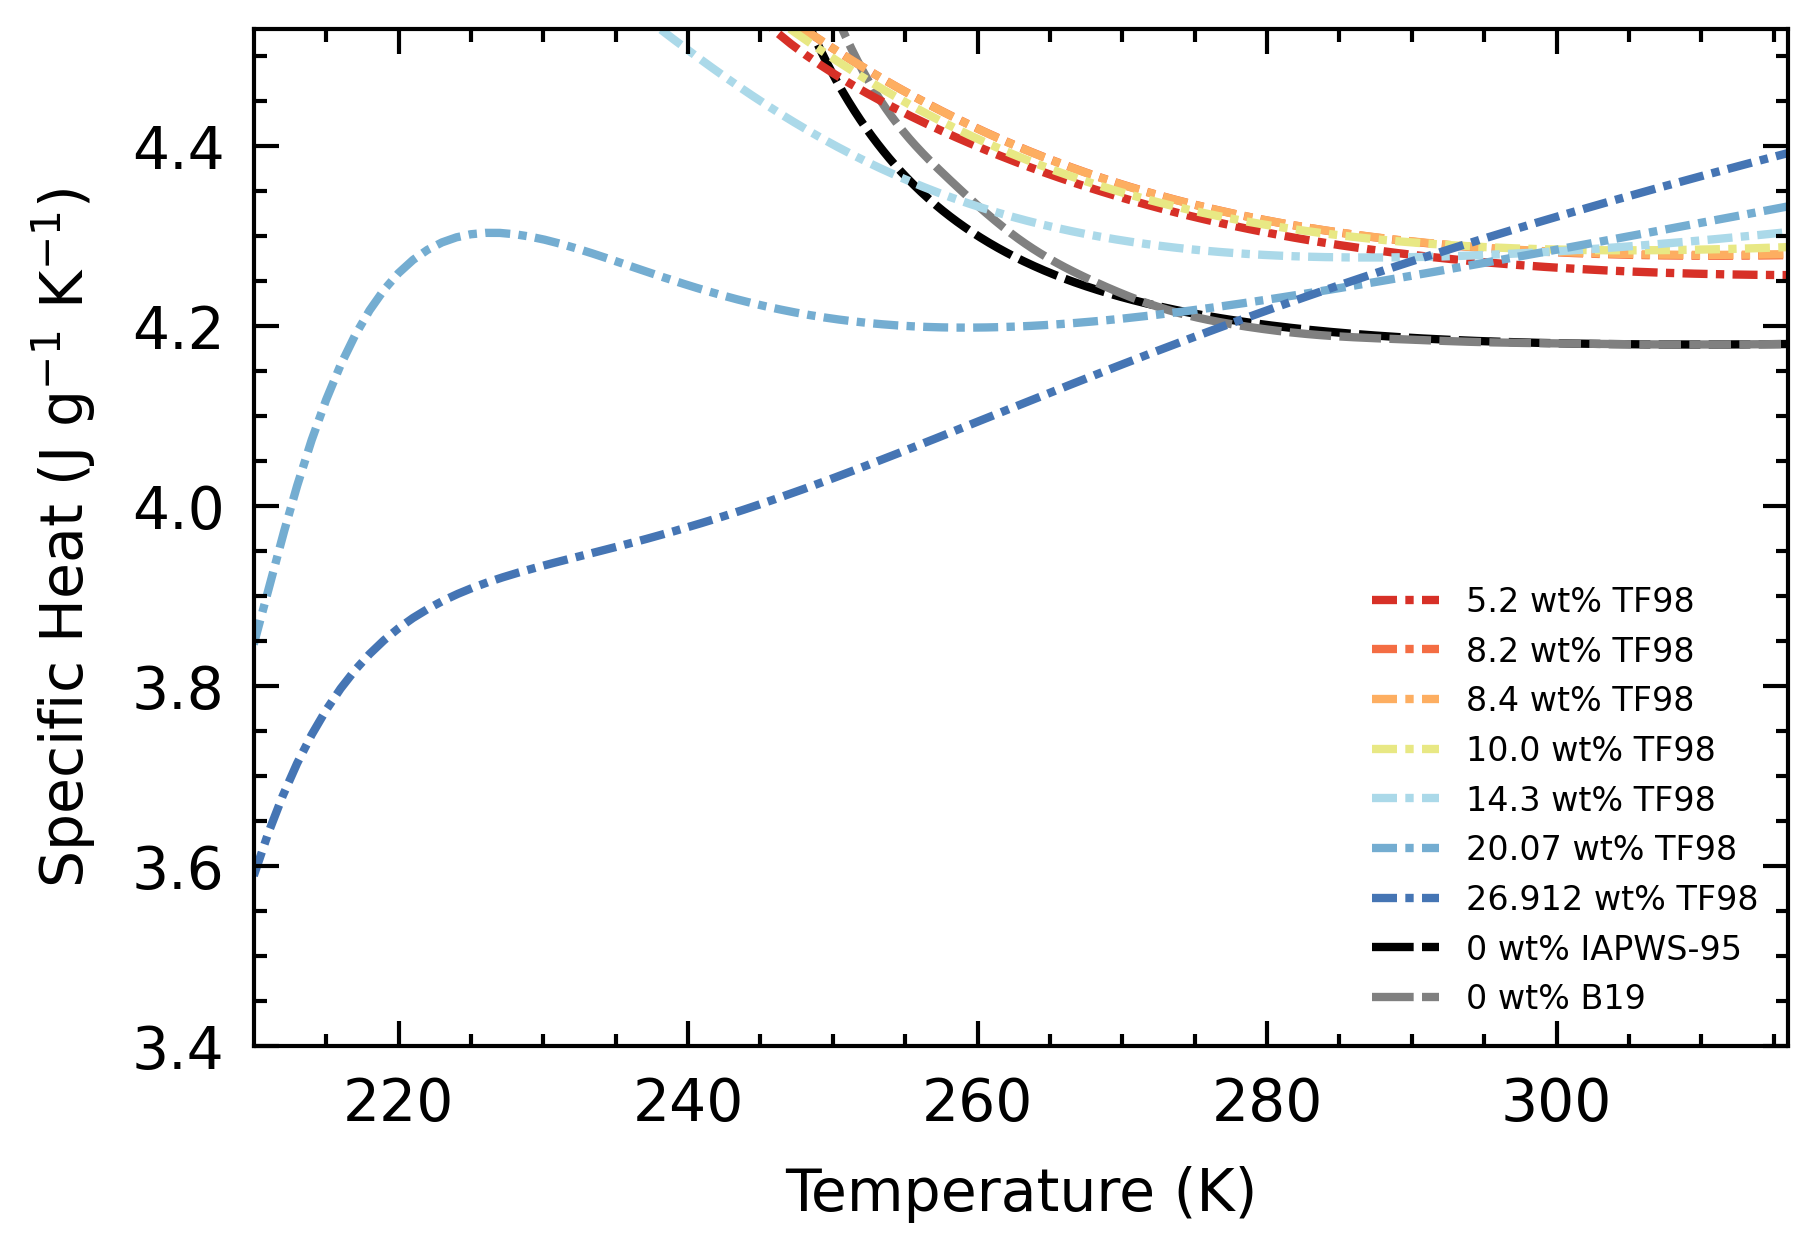 Specific Heat (J g⁻¹ K⁻¹)
4.4
4.2
4.0
3.8
3.6
3.4
220 240 260 280 300
Temperature (K)
5.2 wt% TF98
8.2 wt% TF98
8.4 wt% TF98
10.0 wt% TF98
14.3 wt% TF98
20.07 wt% TF98
26.912 wt% TF98
0 wt% IAPWS-95
0 wt% B19